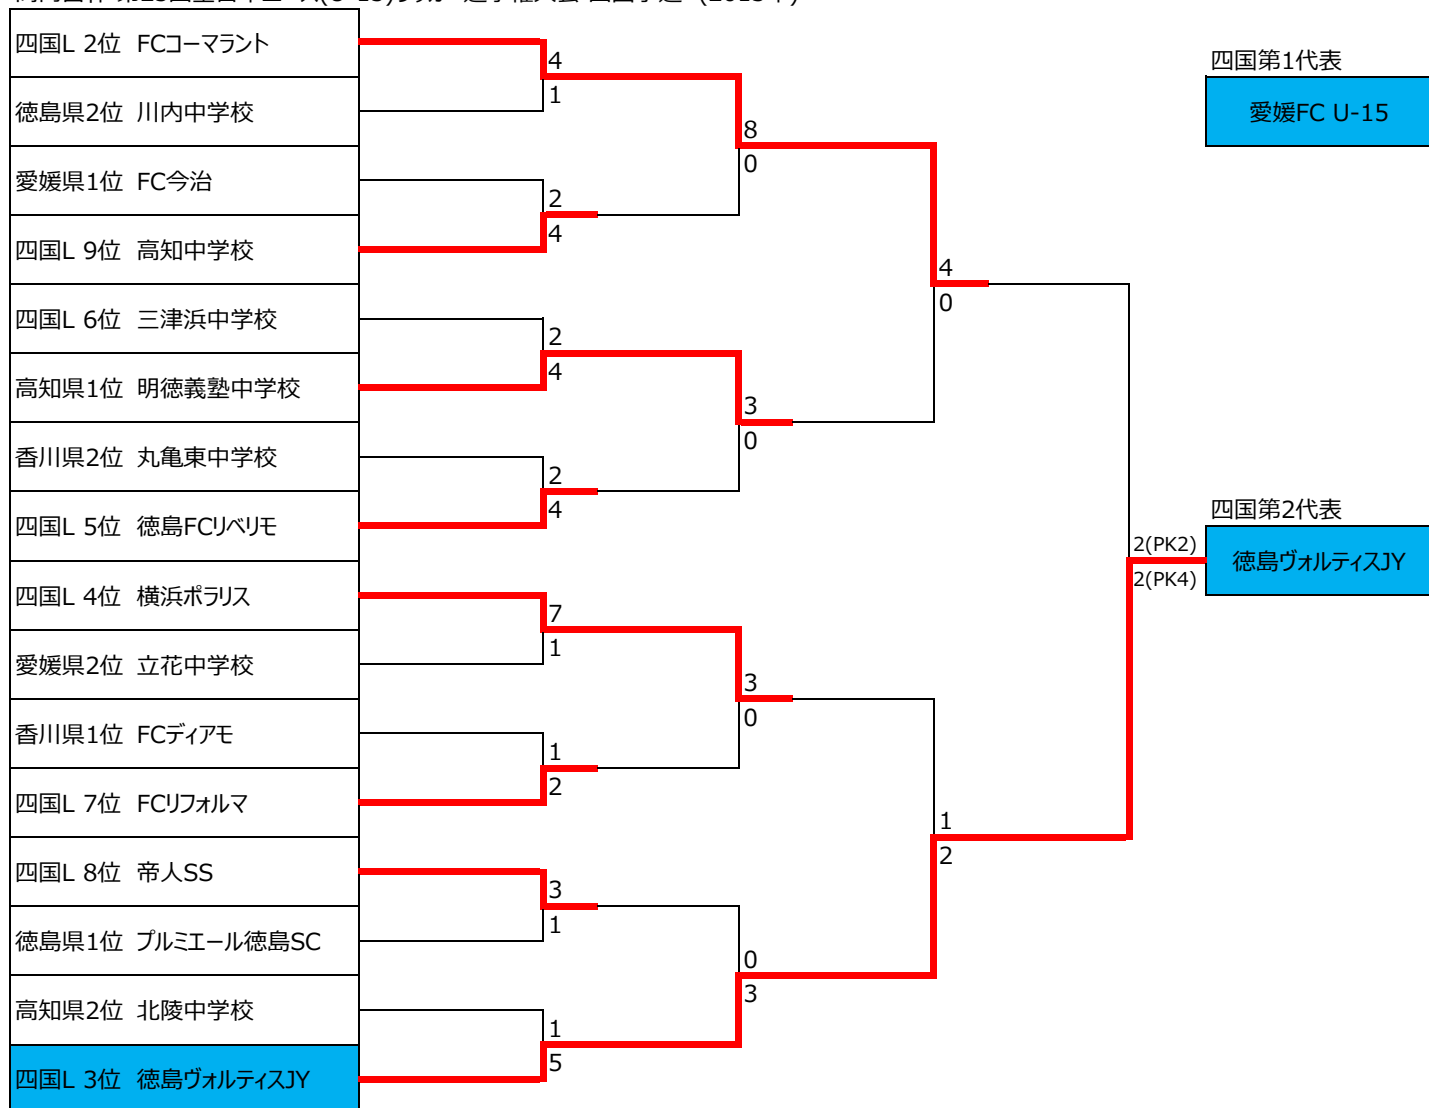 四国L 2位 FCコーマラント
徳島県2位 川内中学校
愛媛県1位 FC今治
四国L 9位 高知中学校
四国L 6位 三津浜中学校
高知県1位 明徳義塾中学校
香川県2位 丸亀東中学校
四国L 5位 徳島FCリベリモ
四国L 4位 横浜ポラリス
愛媛県2位 立花中学校
香川県1位 FCディアモ
四国L 7位 FCリフォルマ
四国L 8位 帝人SS
徳島県1位 プルミエール徳島SC
高知県2位 北陵中学校
四国L 3位 徳島ヴォルティスJY
4
1
2
4
2
4
2
4
7
1
1
2
3
1
1
5
8
0
3
0
3
0
0
3
4
0
1
2
2(PK2)
2(PK4)
四国第1代表
愛媛FC U-15
四国第2代表
徳島ヴォルティスJY